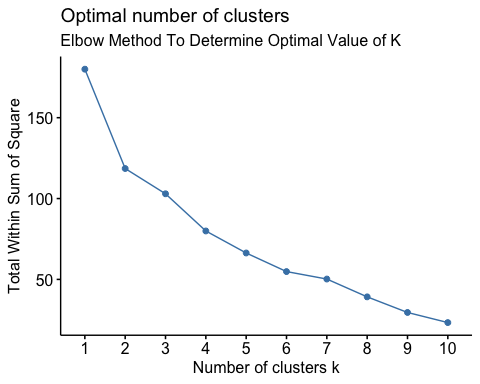 Optimal number of clusters
Elbow Method To Determine Optimal Value of K
Total Within Sum of Square
150
100
50
1 2 3 4 5 6 7 8 9 10
Number of clusters k